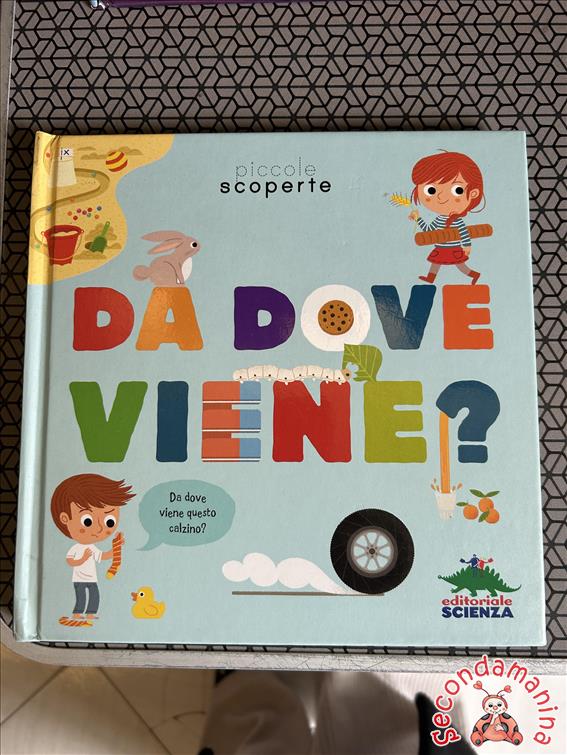 piccole
scoperte
DA DOVE
VIENE?
Da dove
viene questo
calzino?
editoriale
SCIENZA
secondamanina